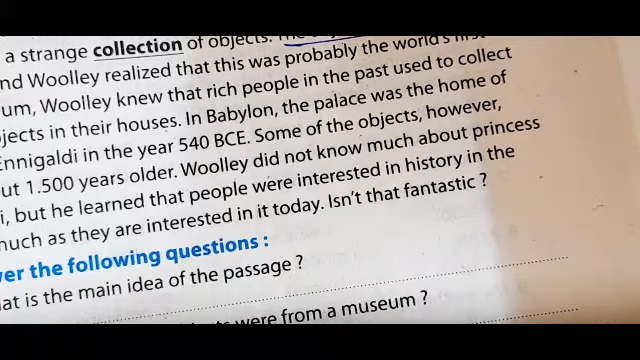 a strange collection of objects. The
nd Woolley realized that this was probably the world's first
um, Woolley knew that rich people in the past used to collect
jects in their houses. In Babylon, the palace was the home of
Ennigaldi in the year 540 BCE. Some of the objects, however,
ut 1.500 years older. Woolley did not know much about princess
i, but he learned that people were interested in history in the
much as they are interested in it today. Isn't that fantastic ?
ver the following questions :
at is the main idea of the passage ?
were from a museum ?